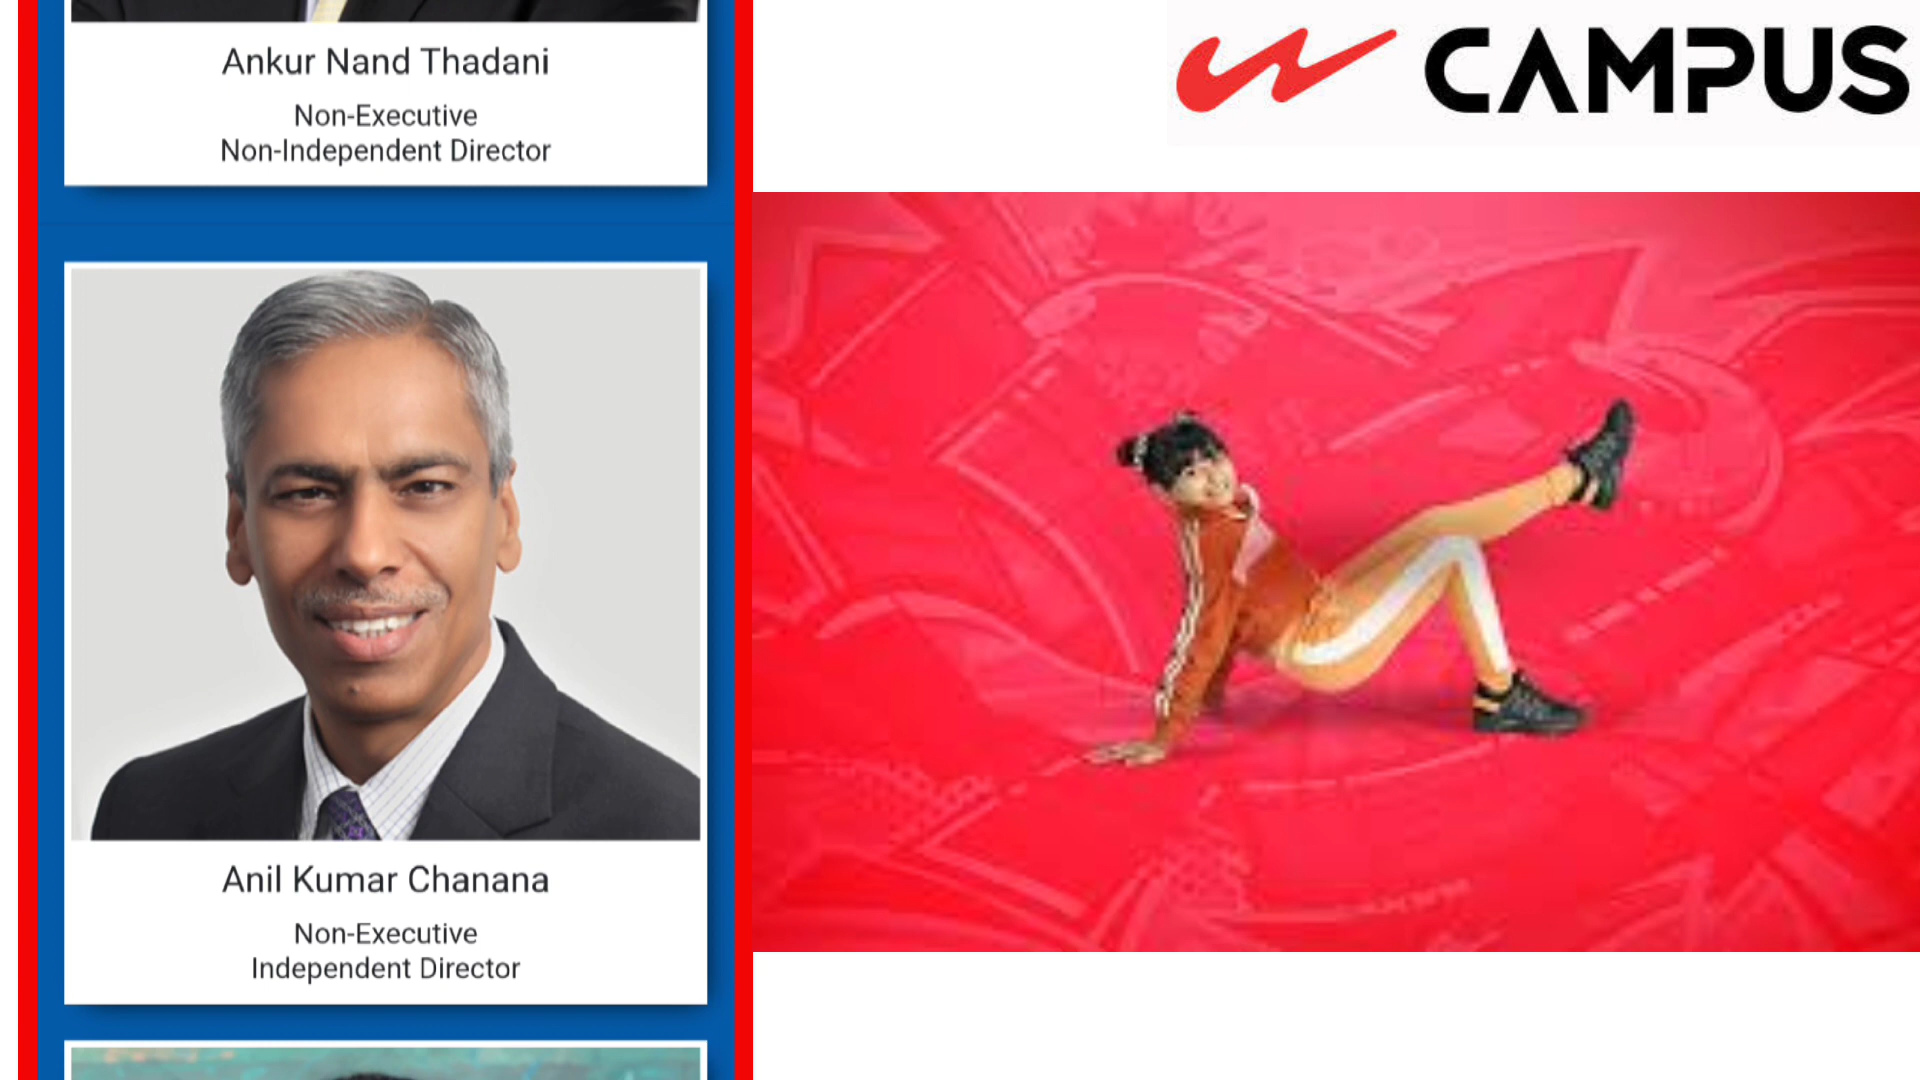 Ankur Nand Thadani
Non-Executive
Non-Independent Director
CAMPUS
Anil Kumar Chanana
Non-Executive
Independent Director